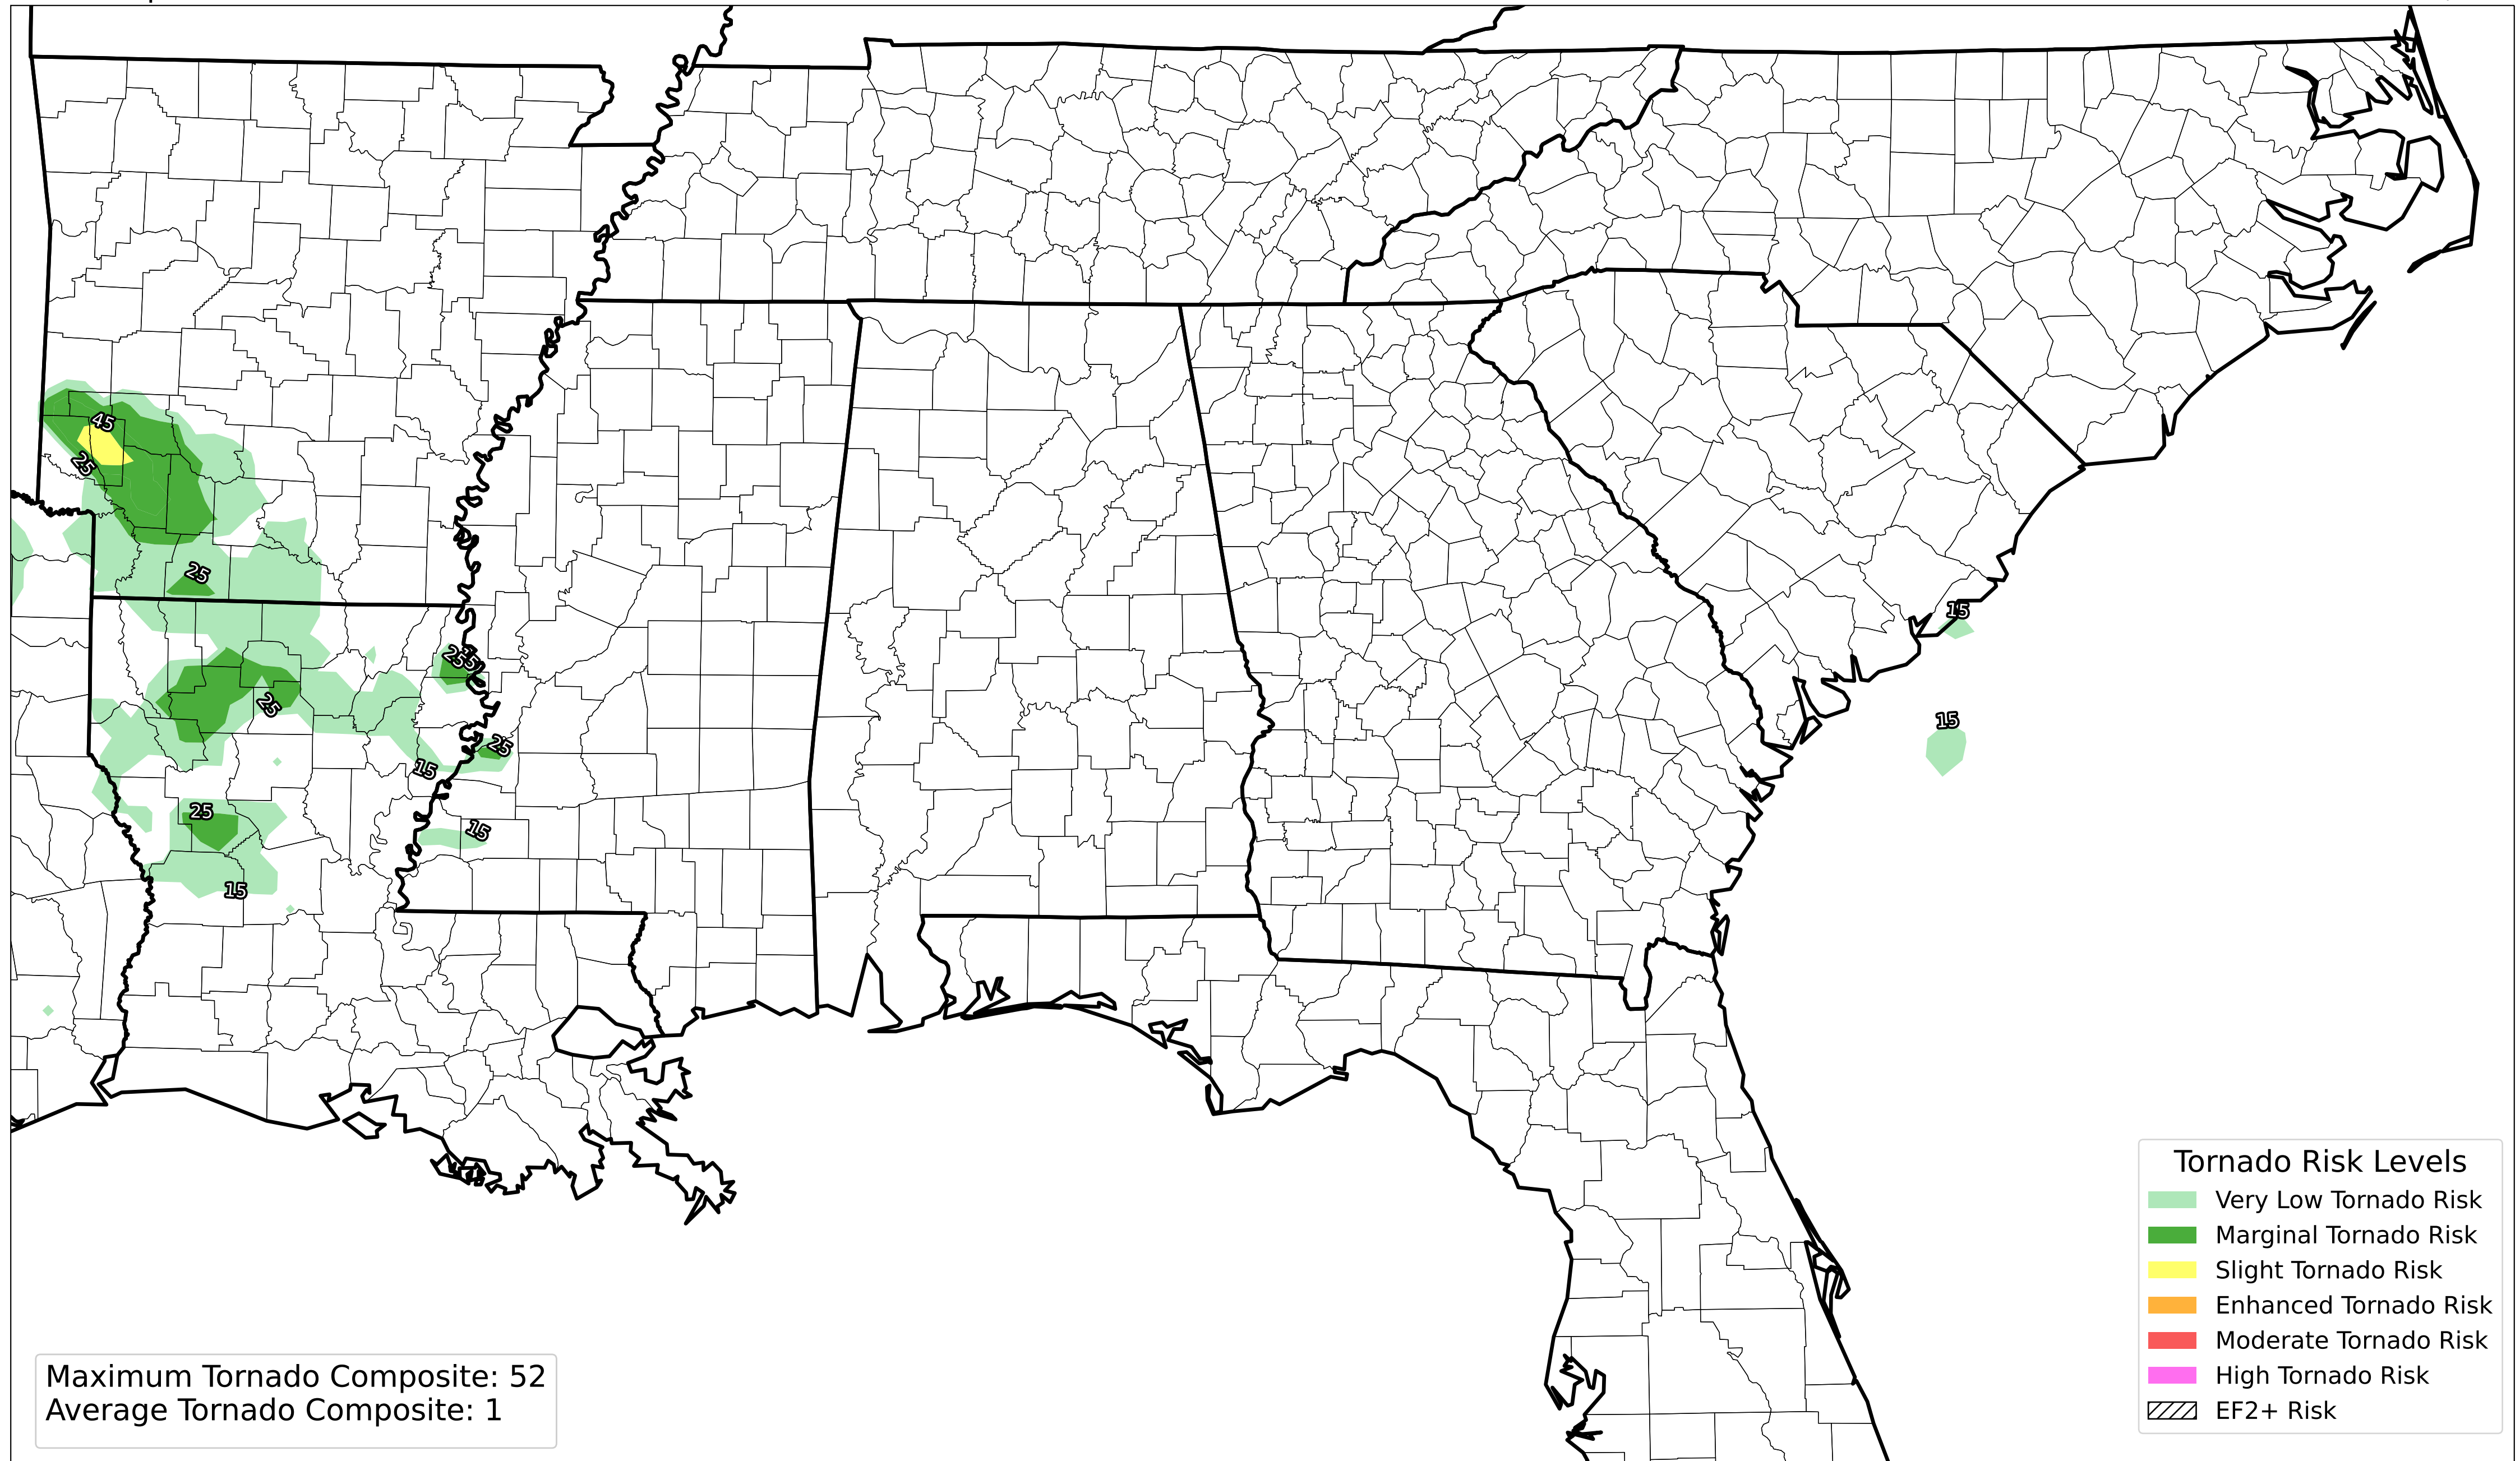 45
25
25
15
25 15
25
15
25
25
15
25
15
15
Tornado Risk Levels
Very Low Tornado Risk
Marginal Tornado Risk
Slight Tornado Risk
Enhanced Tornado Risk
Moderate Tornado Risk
High Tornado Risk
EF2+ Risk
Maximum Tornado Composite: 52
Average Tornado Composite: 1